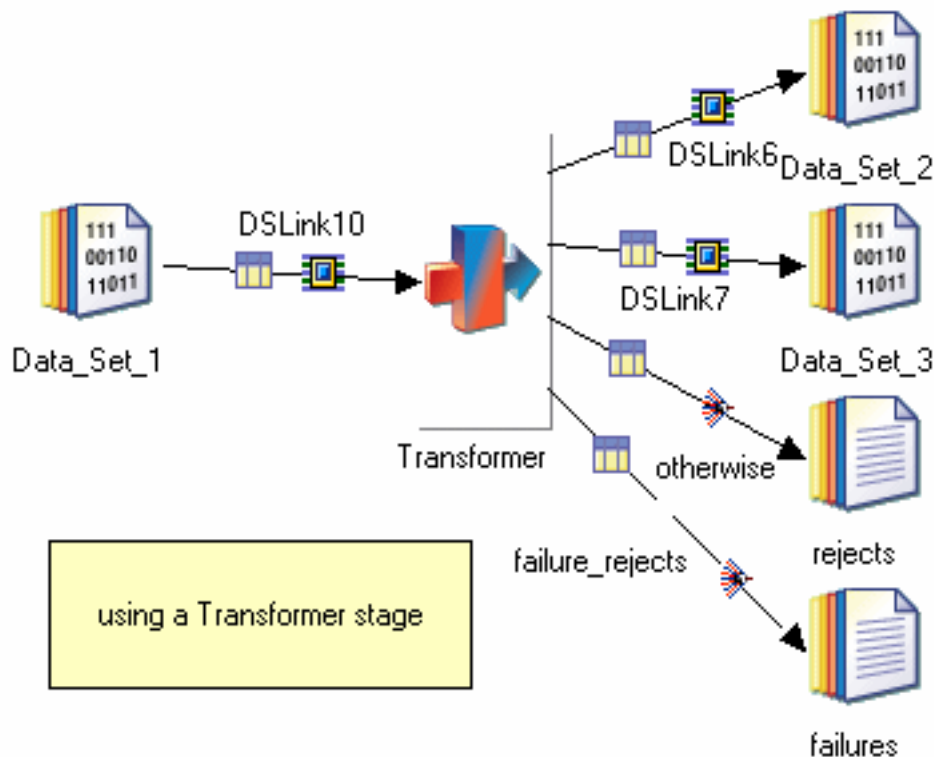 111
00110
11011
DSLink6
Data_Set_2
DSLink10
111
00110
11011
Data_Set_1
111
00110
11011
DSLink7
Data_Set_3
Transformer
otherwise
rejects
failure_rejects
using a Transformer stage
failures